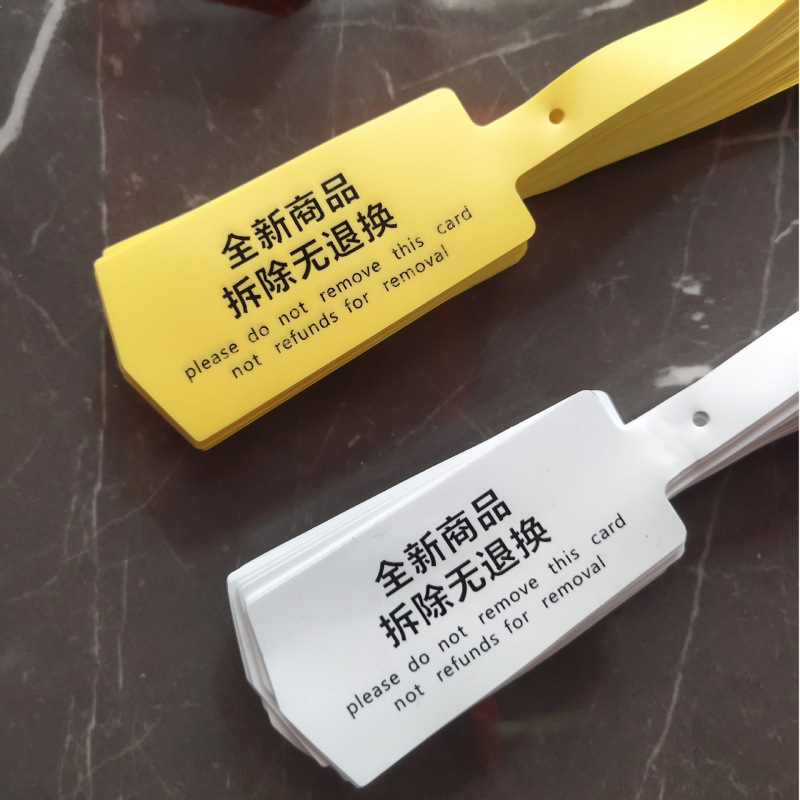 全新商品
拆除无退换
please do not remove this card
not refunds for removal
全新商品
拆除无退换
please do not remove this card
not refunds for removal